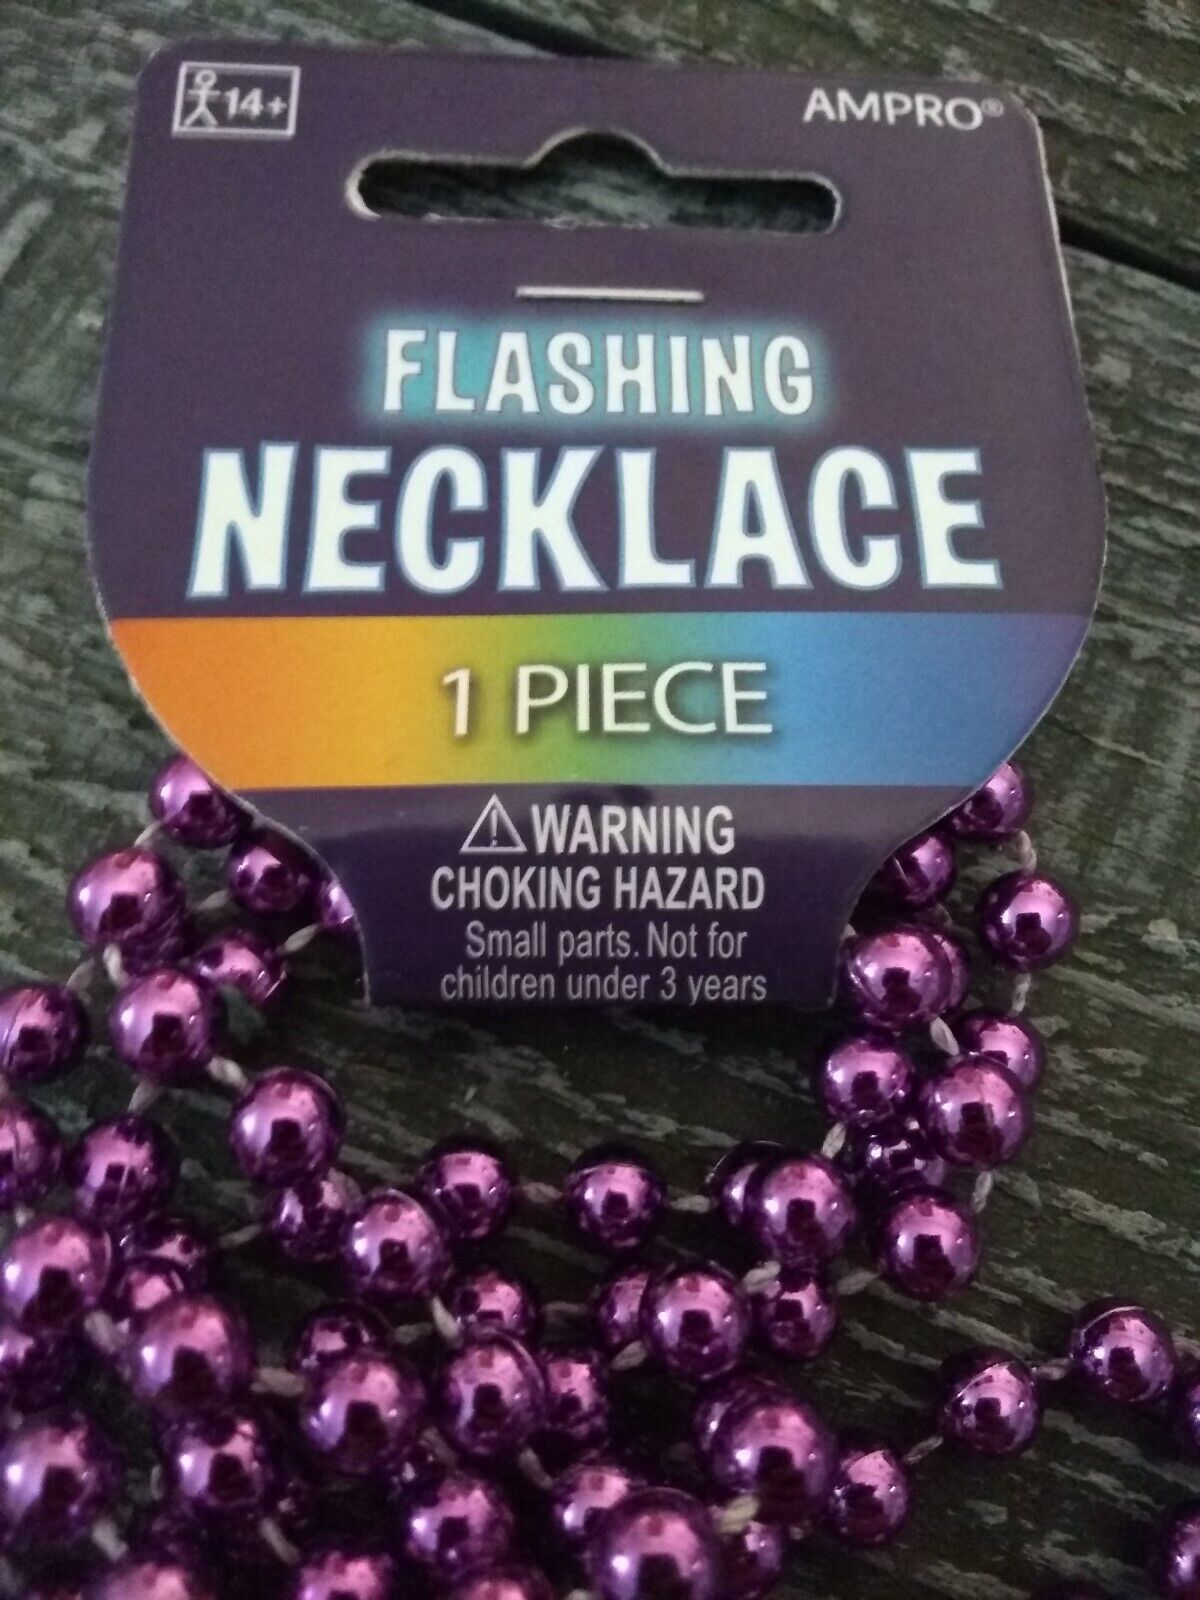 14+
AMPRO®
FLASHING
NECKLACE
1 PIECE
⚠WARNING
CHOKING HAZARD
Small parts. Not for
children under 3 years